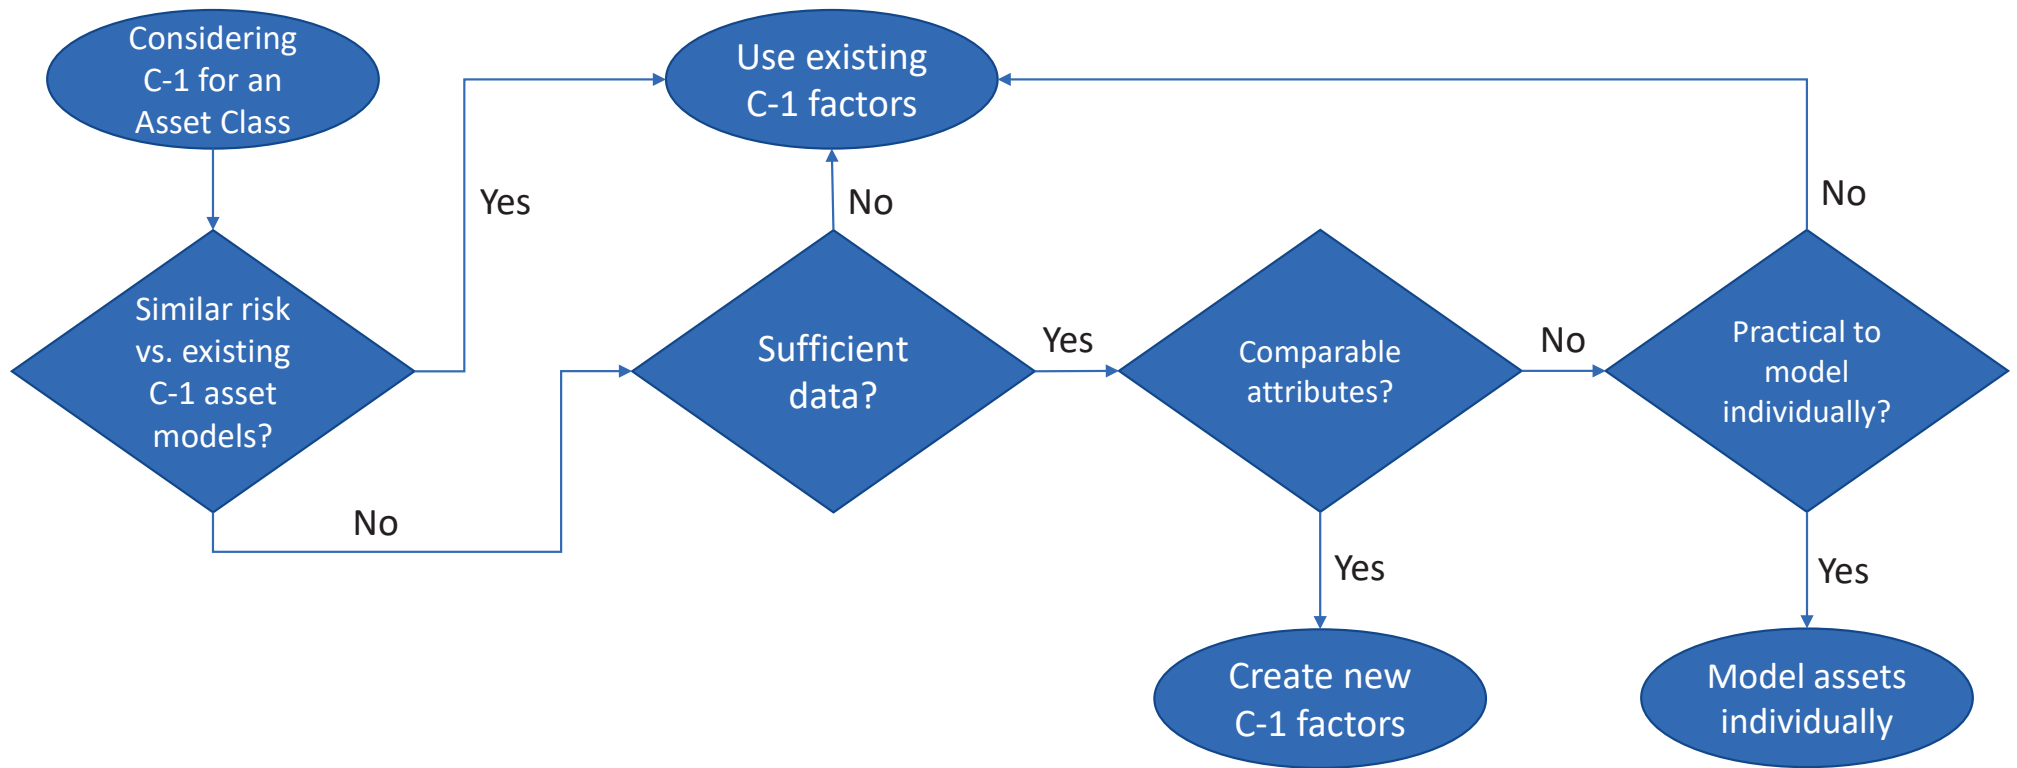 Considering
C-1 for an
Asset Class
Use existing
C-1 factors
Yes
No
No
Similar risk
vs. existing
C-1 asset
models?
Sufficient
data?
Yes
Comparable
attributes?
No
Practical to
model
individually?
No
Yes
Yes
Create new
C-1 factors
Model assets
individually